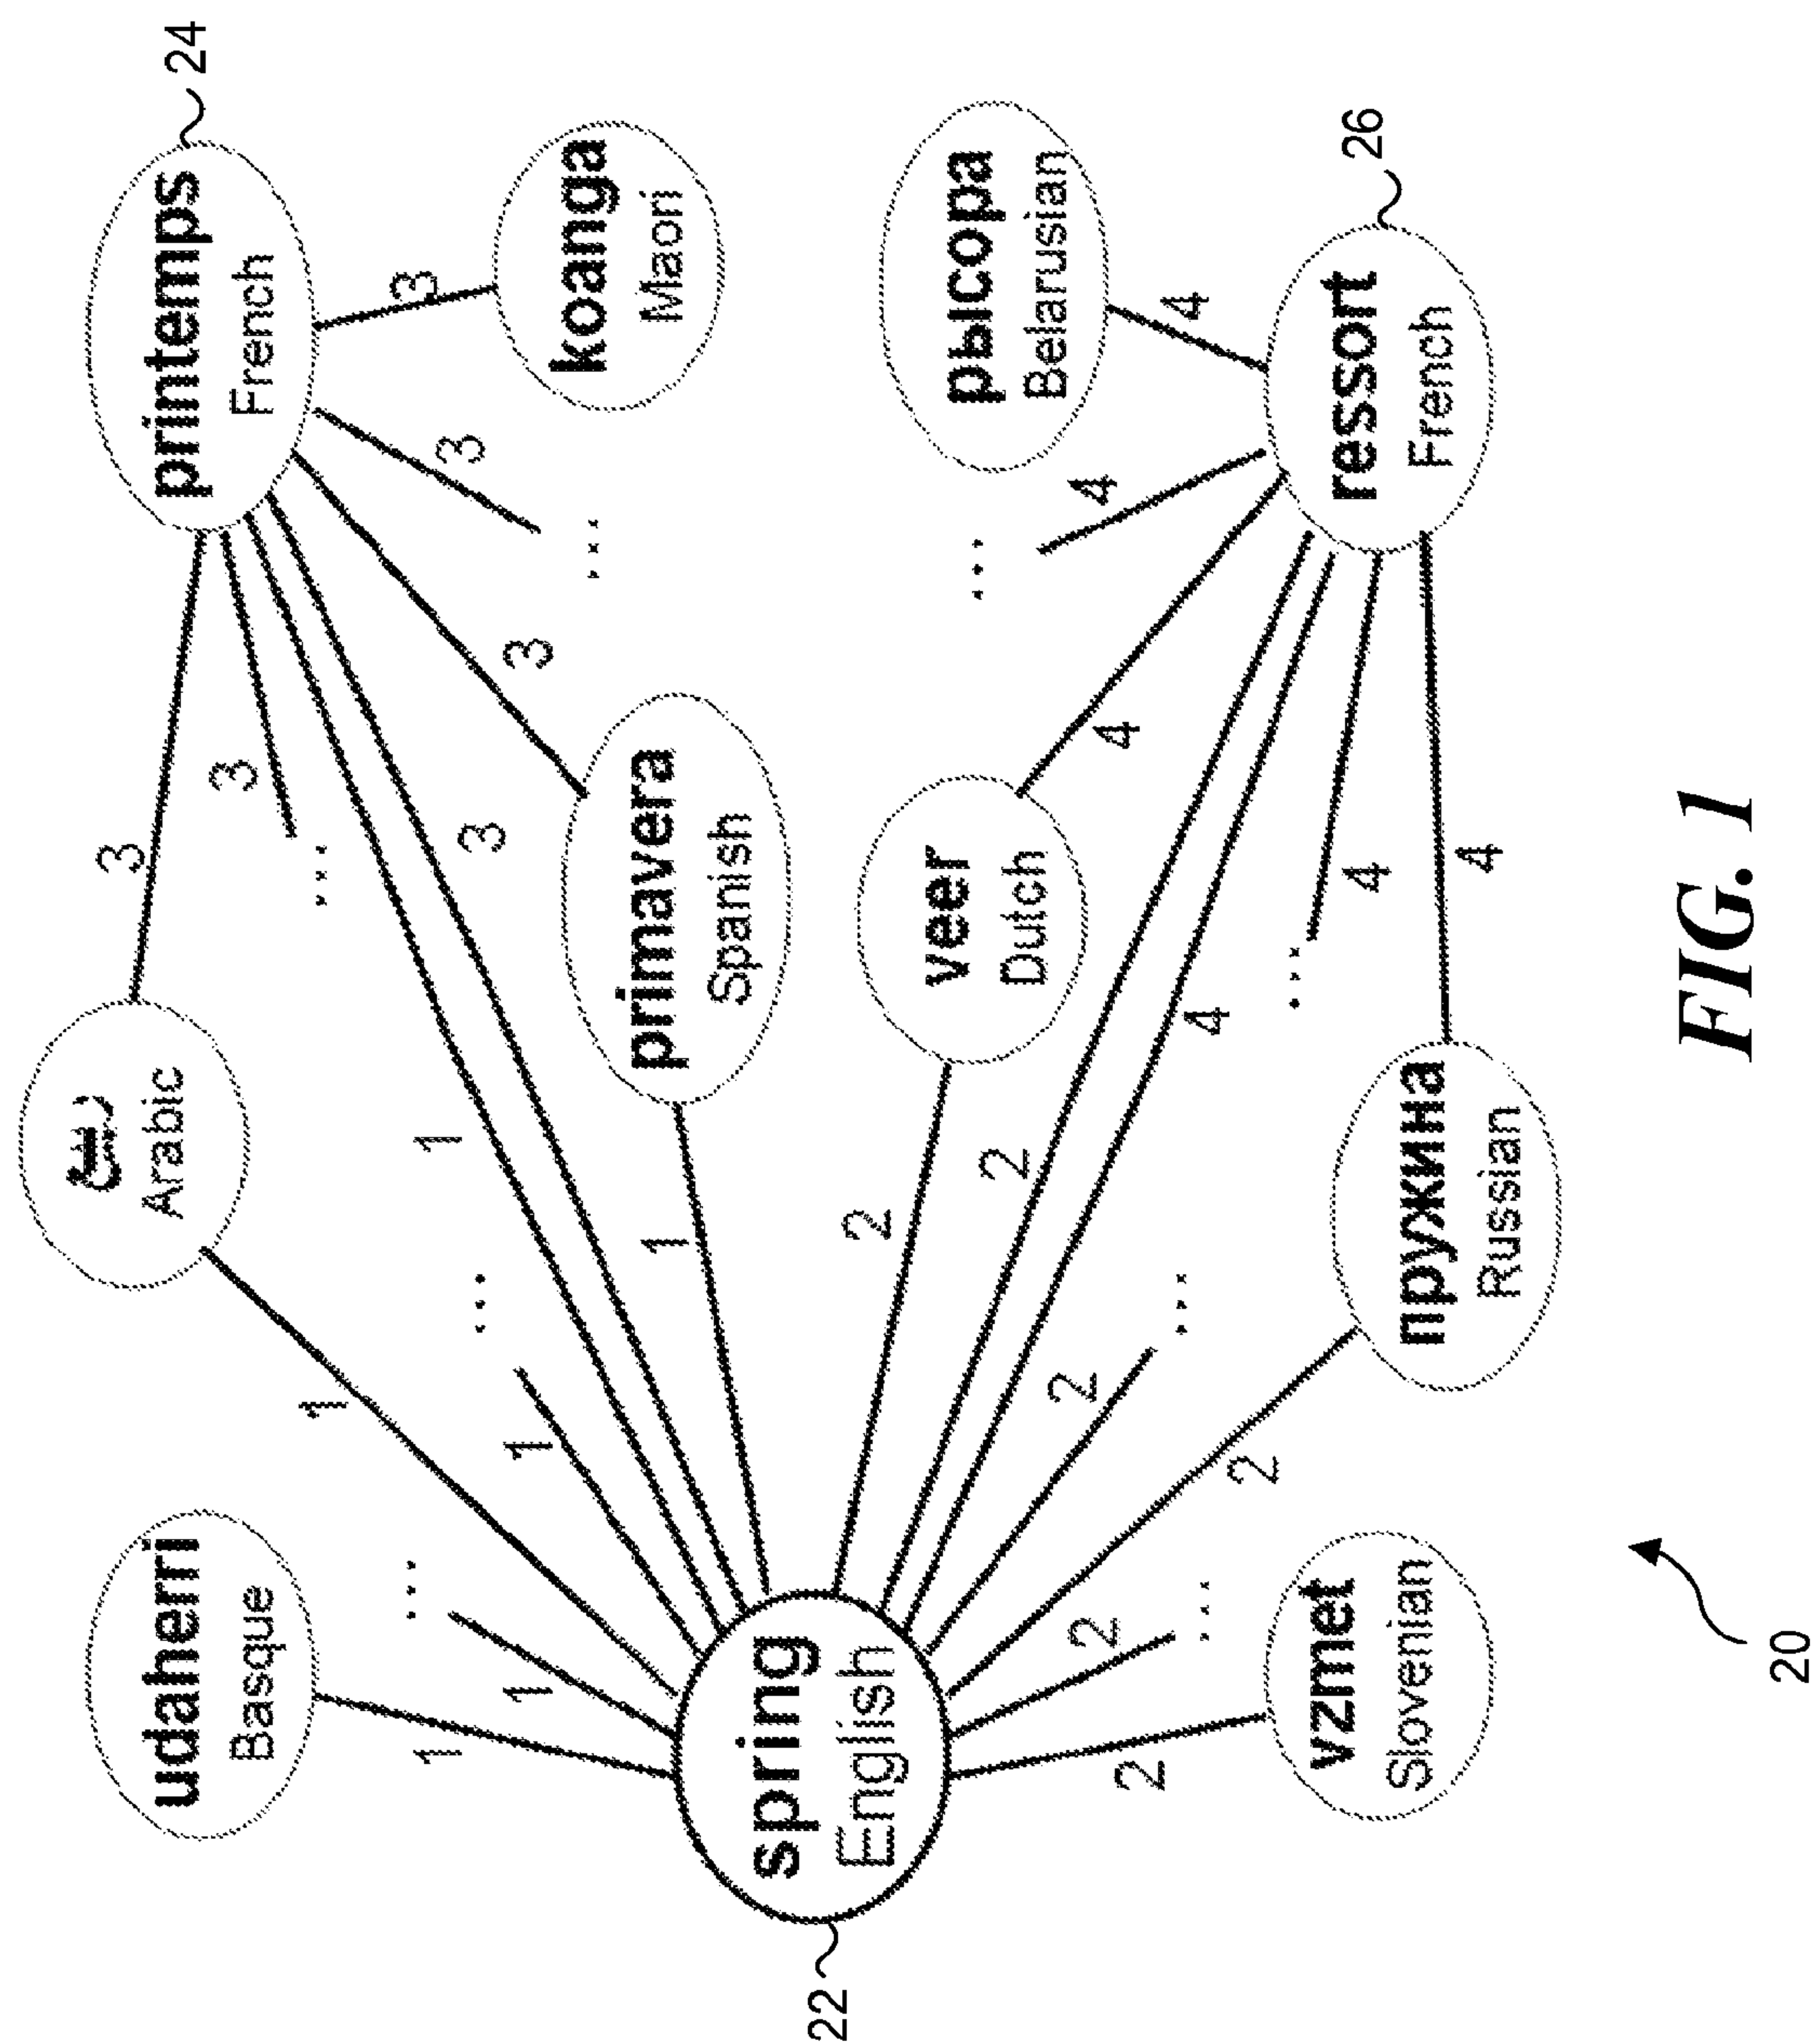 Arabic
24
3
udaherri
Basque
printemps
French
3
...
1
3
...
1
1
3
3
...
1
1
3
3
...
koanga
Maori
1
primavera
Spanish
spring
English
22
2
veer
Dutch
...
рысора
Belarusian
2
4
2
2
4
2
4
4
...
...
2
...
vzmet
Slovenian
4
ressort
French
26
пружина
Russian
4
FIG. 1
20